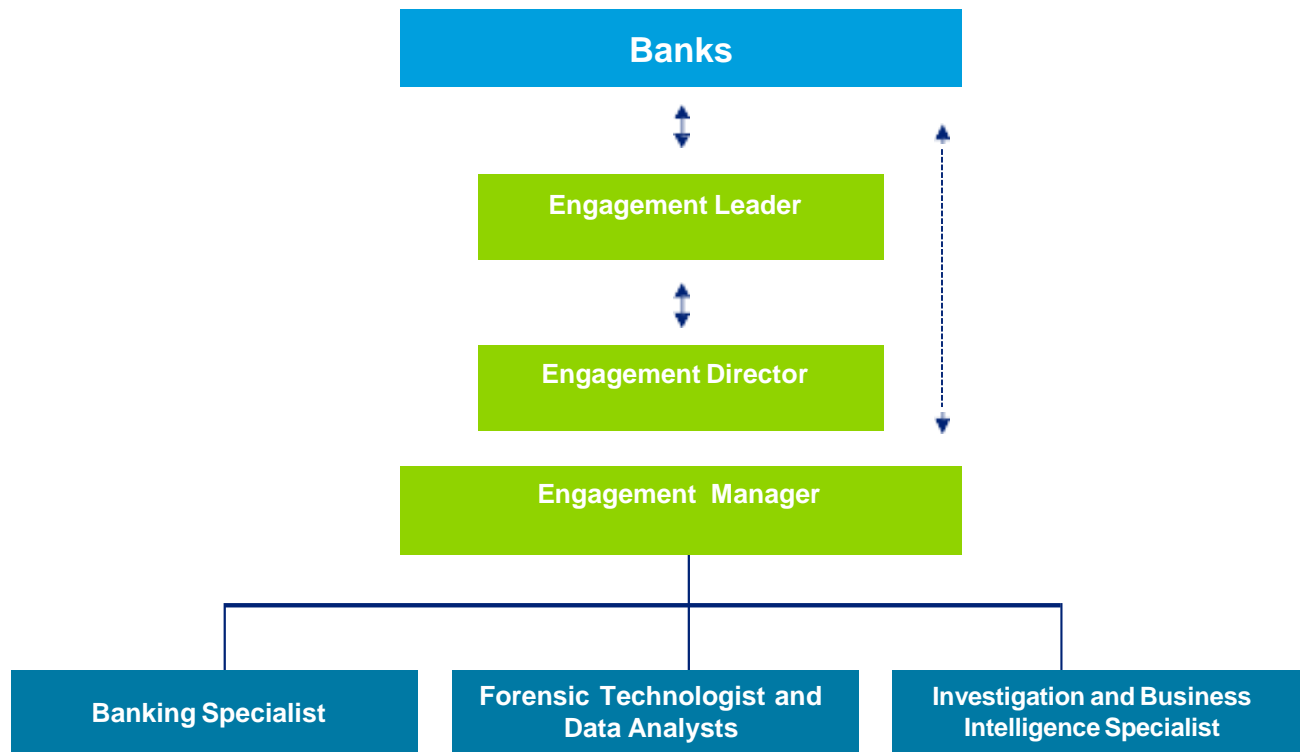 Banks
Engagement Leader
Engagement Director
Engagement Manager
Banking Specialist
Forensic Technologist and
Data Analysts
Investigation and Business
Intelligence Specialist